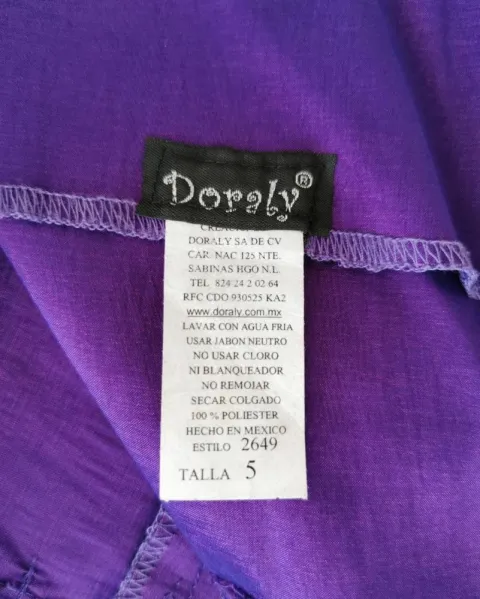 Doraly®
DORALY SA DE CV
CAR. NAC 125 NTE.
SABINAS HGO N.L.
TEL 824 24 2 02 64
RFC CDO 930525 KA2
www.doraly.com.mx
LAVAR CON AGUA FRIA
USAR JABON NEUTRO
NO USAR CLORO
NI BLANQUEADOR
NO REMOJAR
SECAR COLGADO
100 % POLIESTER
HECHO EN MEXICO
ESTILO 2649
TALLA 5